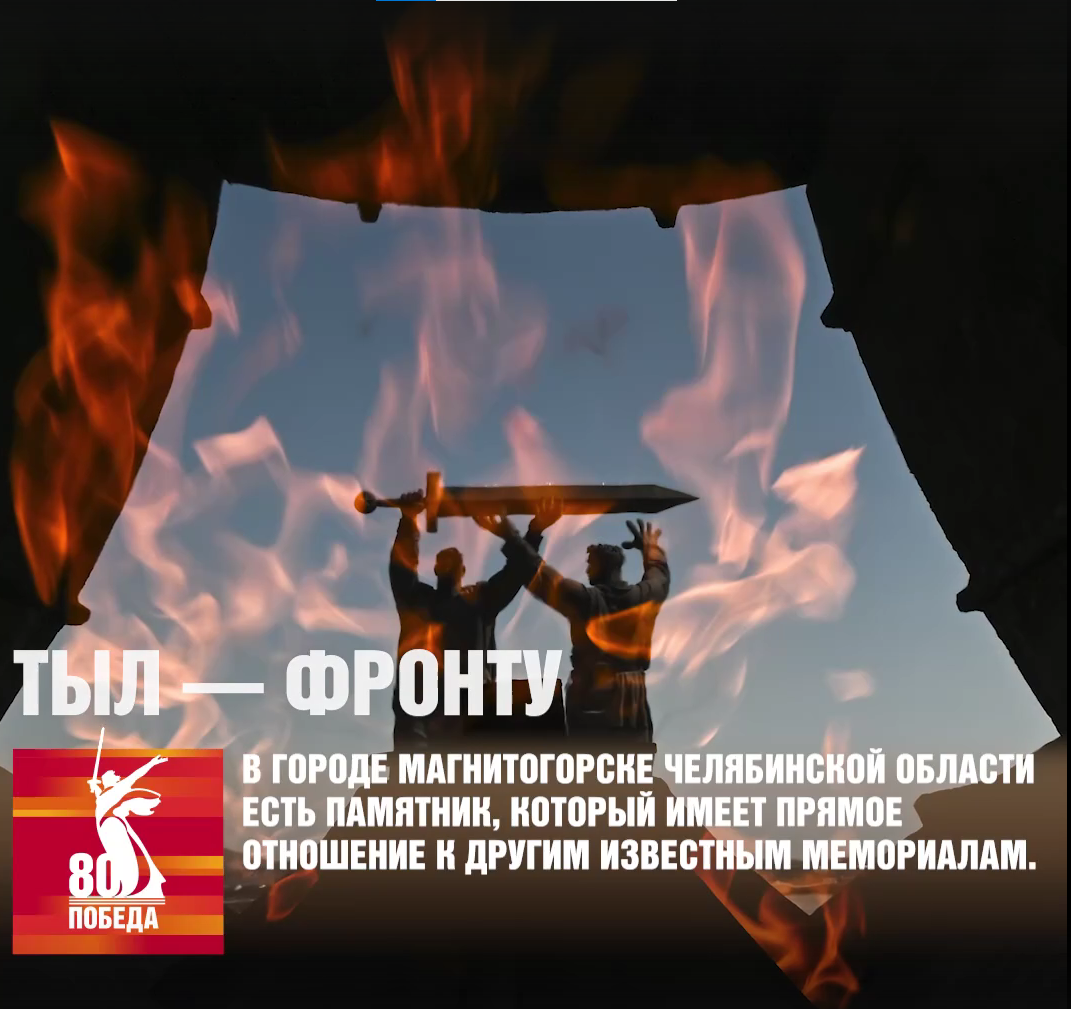 ТЫЛ — ФРОНТУ
В ГОРОДЕ МАГНИТОГОРСКЕ ЧЕЛЯБИНСКОЙ ОБЛАСТИ
ЕСТЬ ПАМЯТНИК, КОТОРЫЙ ИМЕЕТ ПРЯМОЕ
ОТНОШЕНИЕ К ДРУГИМ ИЗВЕСТНЫМ МЕМОРИАЛАМ.
80
ПОБЕДА